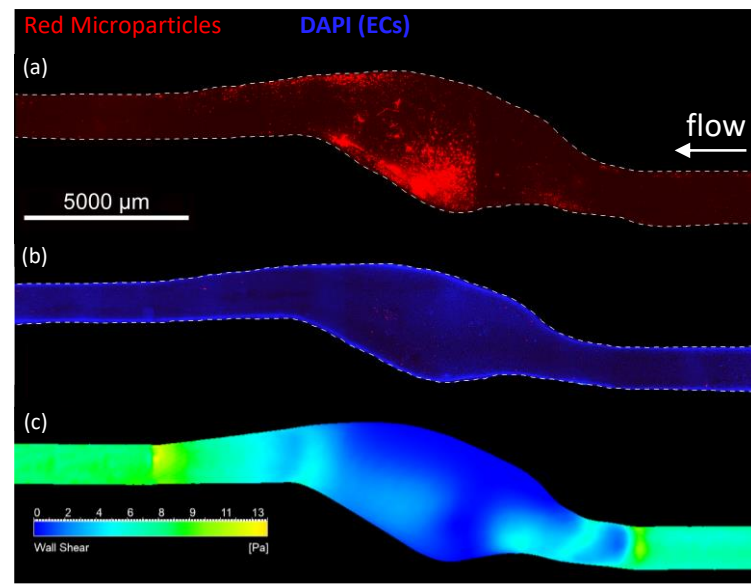 Red Microparticles DAPI (ECs)
(a)
flow
5000 µm
(b)
(c)
0 2 4 6 8 9 11 13
Wall Shear [Pa]